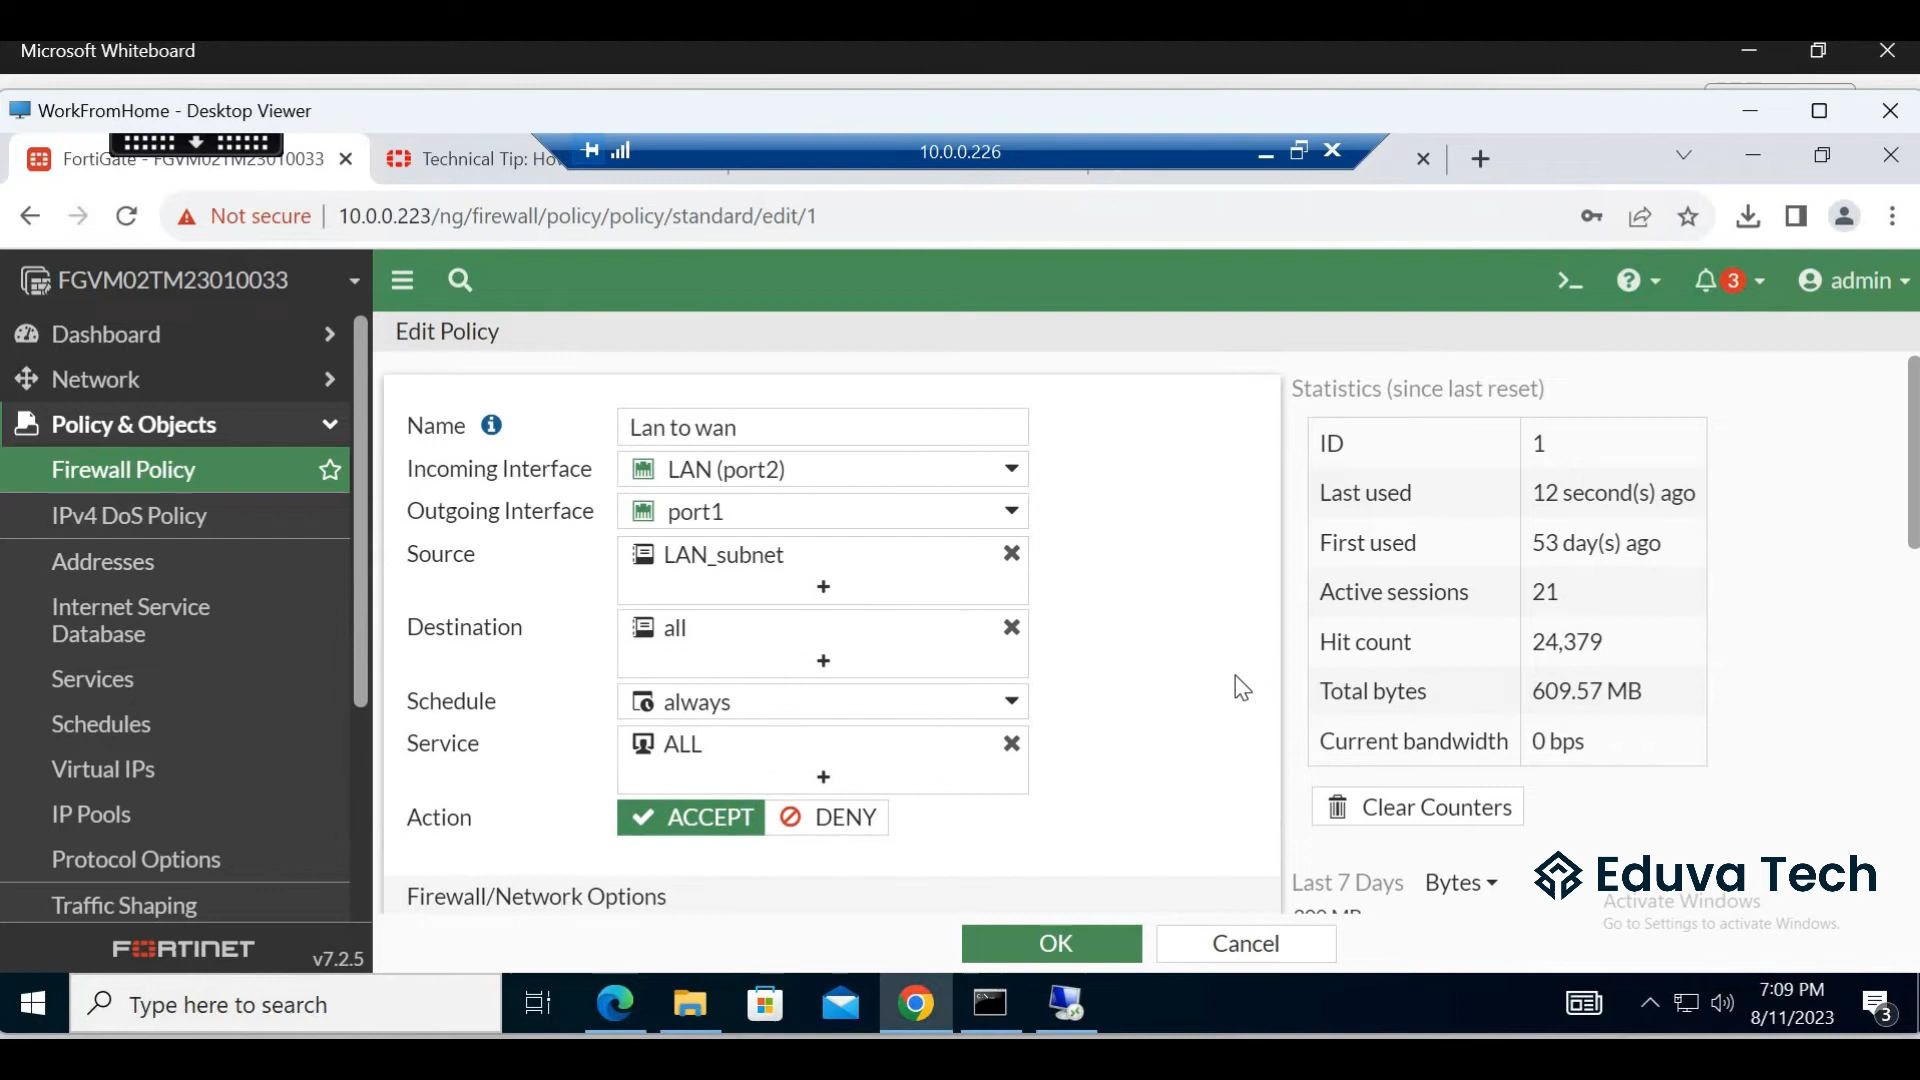 Microsoft Whiteboard
WorkFromHome - Desktop Viewer
FortiGate - FGVM02TM23010033
Technical Tip: Ho
10.0.0.226
Not secure
10.0.0.223/ng/firewall/policy/policy/standard/edit/1
FGVM02TM23010033
3
admin
Dashboard
Network
Policy & Objects
Firewall Policy
IPv4 DoS Policy
Addresses
Internet Service
Database
Services
Schedules
Virtual IPs
IP Pools
Protocol Options
Traffic Shaping
FORTINET
v7.2.5
Edit Policy
Name
Lan to wan
Incoming Interface
LAN (port2)
Outgoing Interface
port1
Source
LAN_subnet
+
Destination
all
+
Schedule
always
Service
ALL
+
Action
ACCEPT
DENY
Firewall/Network Options
Statistics (since last reset)
ID 1
Last used 12 second(s) ago
First used 53 day(s) ago
Active sessions 21
Hit count 24,379
Total bytes 609.57 MB
Current bandwidth 0 bps
Clear Counters
Last 7 Days Bytes
Eduva Tech
Activate Windows
Go to Settings to activate Windows.
OK
Cancel
Type here to search
7:09 PM
8/11/2023
3